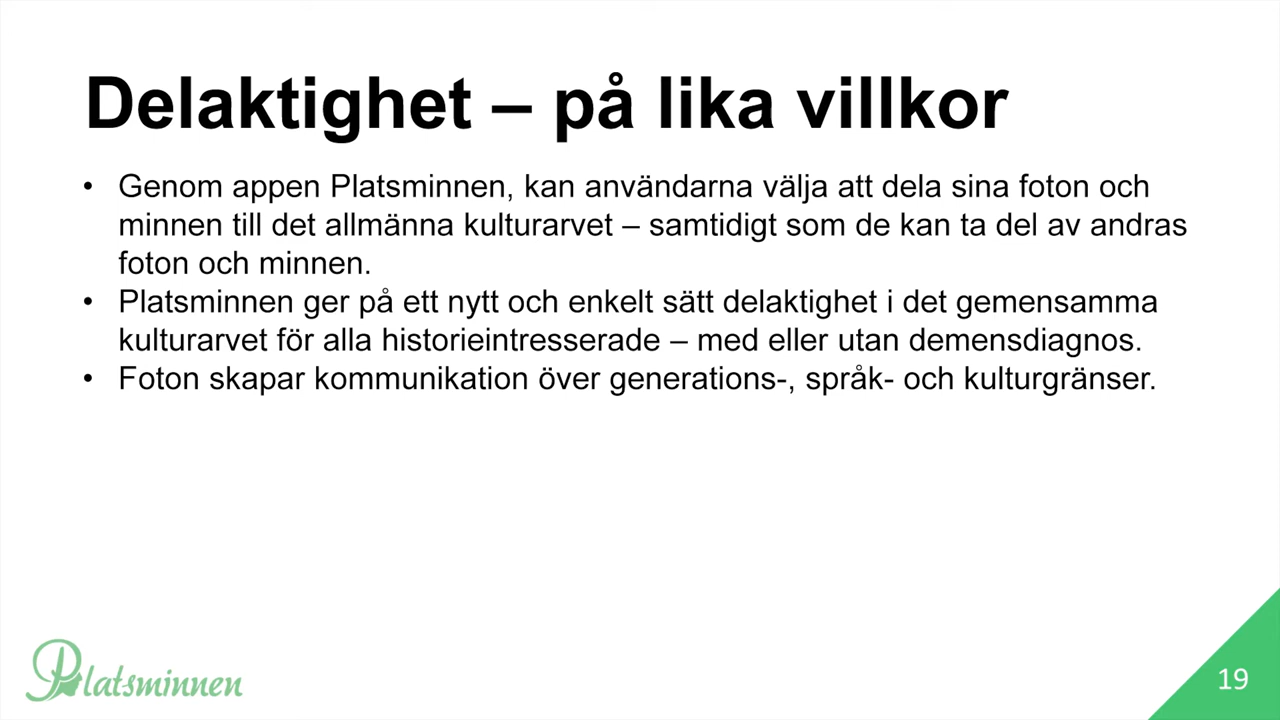 Delaktighet – på lika villkor
• Genom appen Platsminnen, kan användarna välja att dela sina foton och
minnen till det allmänna kulturarvet – samtidigt som de kan ta del av andras
foton och minnen.
• Platsminnen ger på ett nytt och enkelt sätt delaktighet i det gemensamma
kulturarvet för alla historieintresserade – med eller utan demensdiagnos.
• Foton skapar kommunikation över generations-, språk- och kulturgränser.
Platsminnen
19